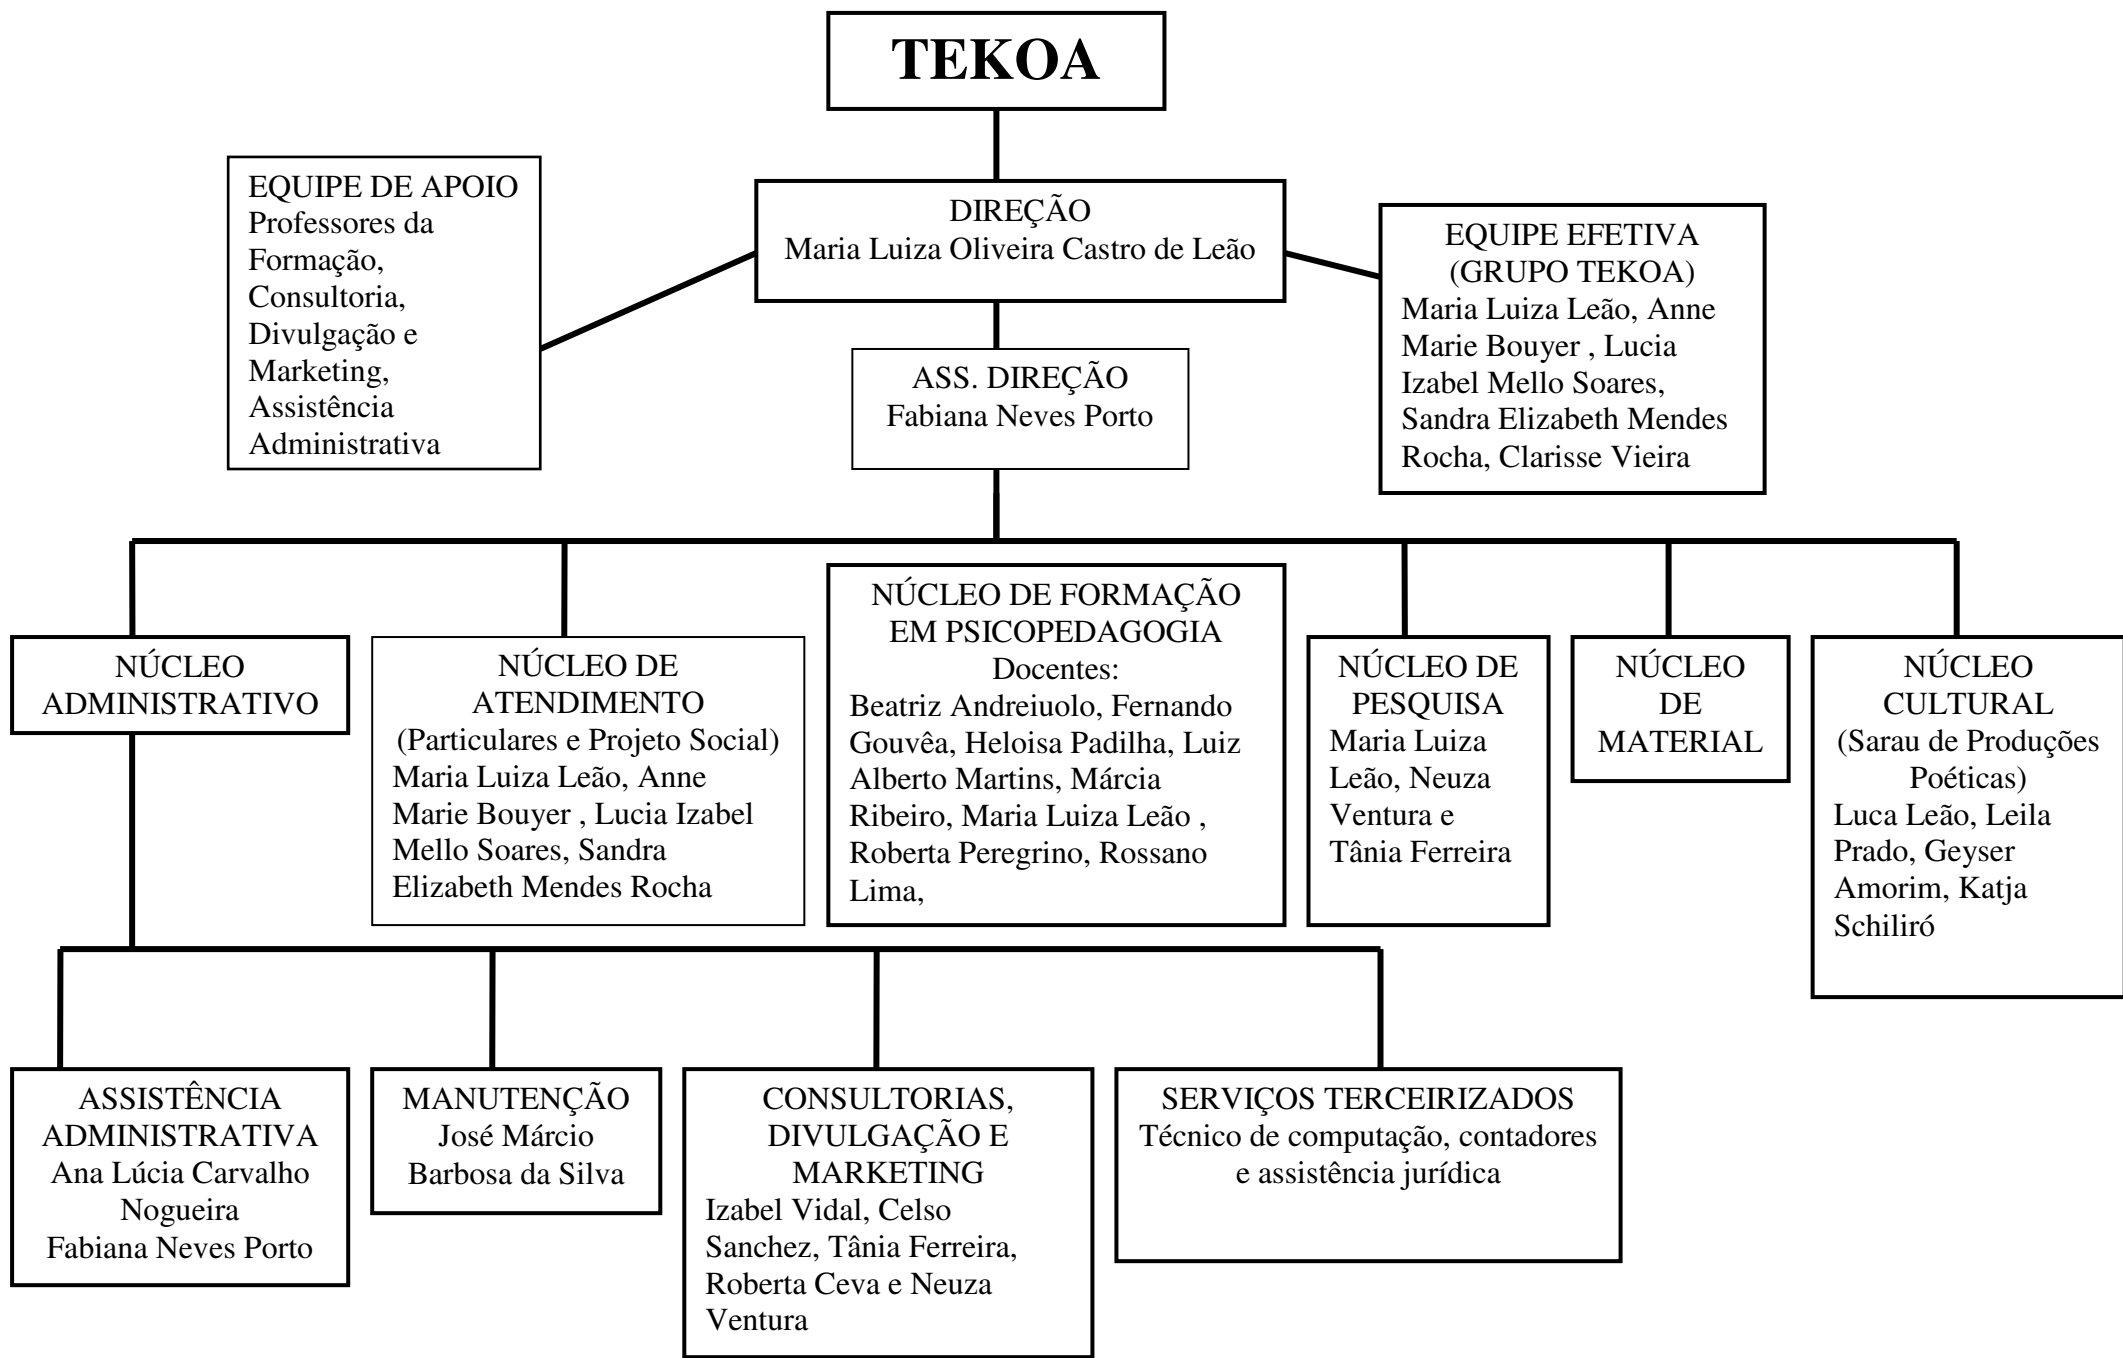 TEKOA
EQUIPE DE APOIO
Professores da
Formação,
Consultoria,
Divulgação e
Marketing,
Assistência
Administrativa
DIREÇÃO
Maria Luiza Oliveira Castro de Leão
EQUIPE EFETIVA
(GRUPO TEKOA)
Maria Luiza Leão, Anne
Marie Bouyer , Lucia
Izabel Mello Soares,
Sandra Elizabeth Mendes
Rocha, Clarisse Vieira
ASS. DIREÇÃO
Fabiana Neves Porto
NÚCLEO
ADMINISTRATIVO
NÚCLEO DE
ATENDIMENTO
(Particulares e Projeto Social)
Maria Luiza Leão, Anne
Marie Bouyer , Lucia Izabel
Mello Soares, Sandra
Elizabeth Mendes Rocha
NÚCLEO DE FORMAÇÃO
EM PSICOPEDAGOGIA
Docentes:
Beatriz Andreiuolo, Fernando
Gouvêa, Heloisa Padilha, Luiz
Alberto Martins, Márcia
Ribeiro, Maria Luiza Leão ,
Roberta Peregrino, Rossano
Lima,
NÚCLEO DE
PESQUISA
Maria Luiza
Leão, Neuza
Ventura e
Tânia Ferreira
NÚCLEO
DE
MATERIAL
NÚCLEO
CULTURAL
(Sarau de Produções
Poéticas)
Luca Leão, Leila
Prado, Geyser
Amorim, Katja
Schiliró
ASSISTÊNCIA
ADMINISTRATIVA
Ana Lúcia Carvalho
Nogueira
Fabiana Neves Porto
MANUTENÇÃO
José Márcio
Barbosa da Silva
CONSULTORIAS,
DIVULGAÇÃO E
MARKETING
Izabel Vidal, Celso
Sanchez, Tânia Ferreira,
Roberta Ceva e Neuza
Ventura
SERVIÇOS TERCEIRIZADOS
Técnico de computação, contadores
e assistência jurídica